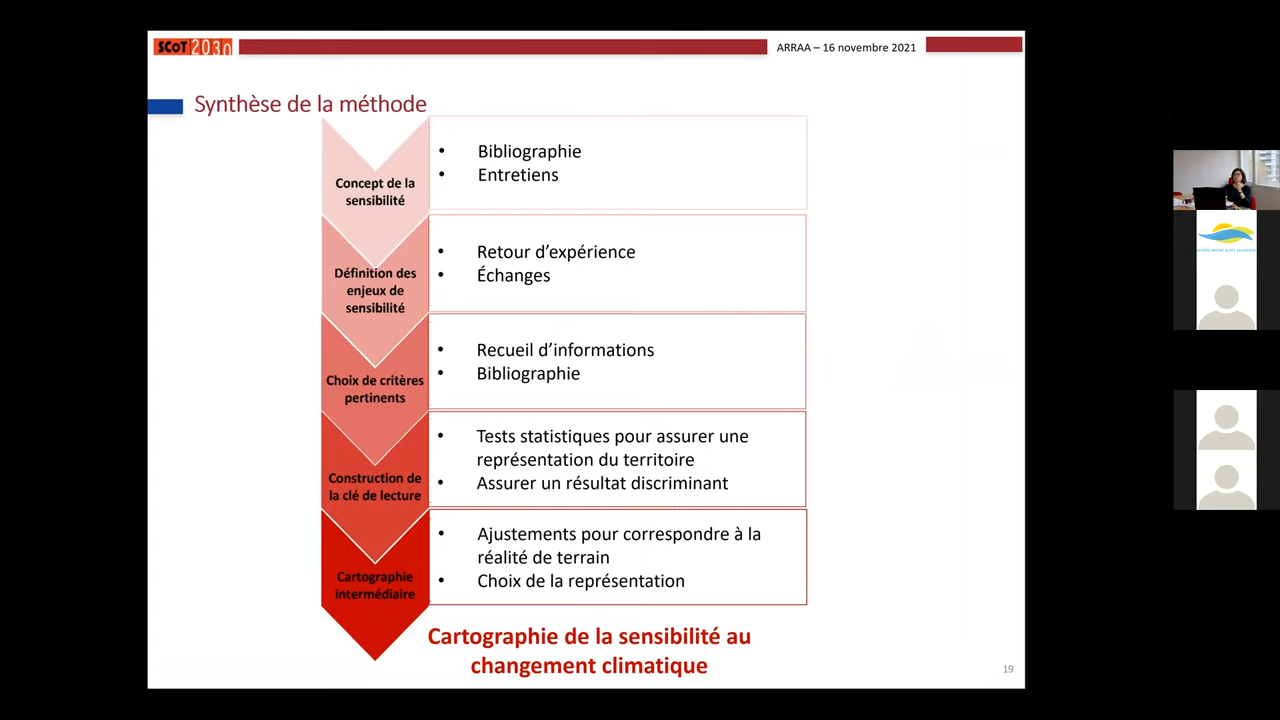 SCOT 2030
ARRAA – 16 novembre 2021
Synthèse de la méthode
Concept de la
sensibilité
• Bibliographie
• Entretiens
Définition des
enjeux de
sensibilité
• Retour d’expérience
• Échanges
Choix de critères
pertinents
• Recueil d’informations
• Bibliographie
Construction de
la clé de lecture
• Tests statistiques pour assurer une
représentation du territoire
• Assurer un résultat discriminant
Cartographie
intermédiaire
• Ajustements pour correspondre à la
réalité de terrain
• Choix de la représentation
Cartographie de la sensibilité au
changement climatique
19